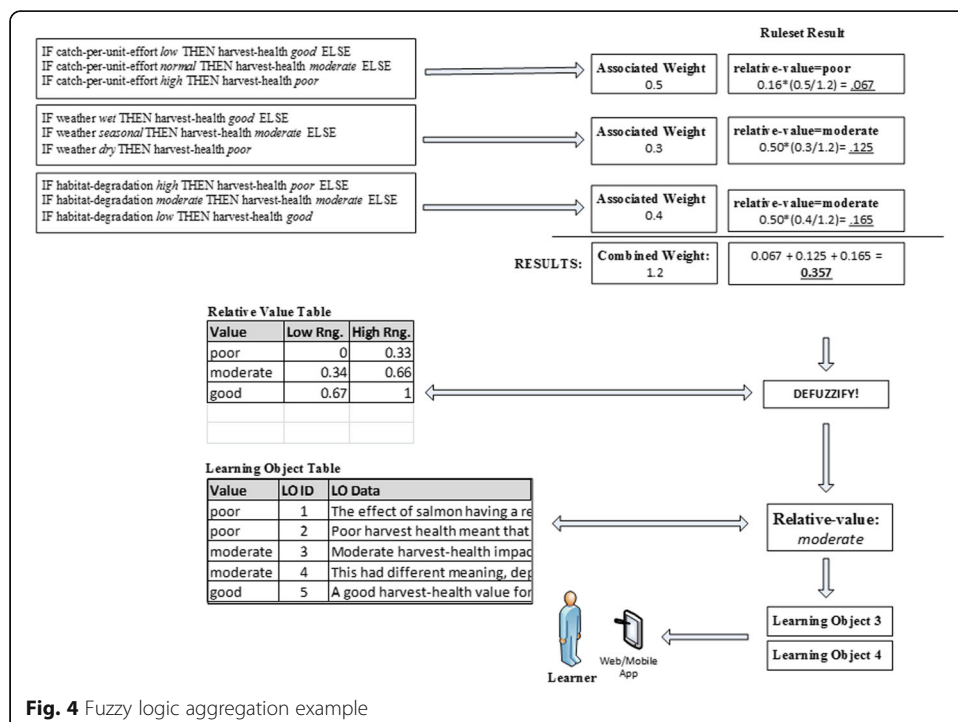 Ruleset Result
IF catch-per-unit-effort low THEN harvest-health good ELSE
IF catch-per-unit-effort normal THEN harvest-health moderate ELSE
IF catch-per-unit-effort high THEN harvest-health poor
Associated Weight
0.5
relative-value=poor
0.16*(0.5/1.2) = .067
IF weather wet THEN harvest-health good ELSE
IF weather seasonal THEN harvest-health moderate ELSE
IF weather dry THEN harvest-health poor
Associated Weight
0.3
relative-value=moderate
0.50*(0.3/1.2)= .125
IF habitat-degradation high THEN harvest-health poor ELSE
IF habitat-degradation moderate THEN harvest-health moderate ELSE
IF habitat-degradation low THEN harvest-health good
Associated Weight
0.4
relative-value=moderate
0.50*(0.4/1.2)= .165
RESULTS:
Combined Weight:
1.2
0.067 + 0.125 + 0.165 =
0.357
Relative Value Table
Value Low Rng. High Rng.
poor 0 0.33
moderate 0.34 0.66
good 0.67 1
DEFUZZIFY!
Learning Object Table
Value LO ID LO Data
poor 1 The effect of salmon having a re
poor 2 Poor harvest health meant that
moderate 3 Moderate harvest-health impac
moderate 4 This had different meaning, dep
good 5 A good harvest-health value for
Relative-value:
moderate
Learning Object 3
Learning Object 4
Web/Mobile
App
Learner
Fig. 4 Fuzzy logic aggregation example